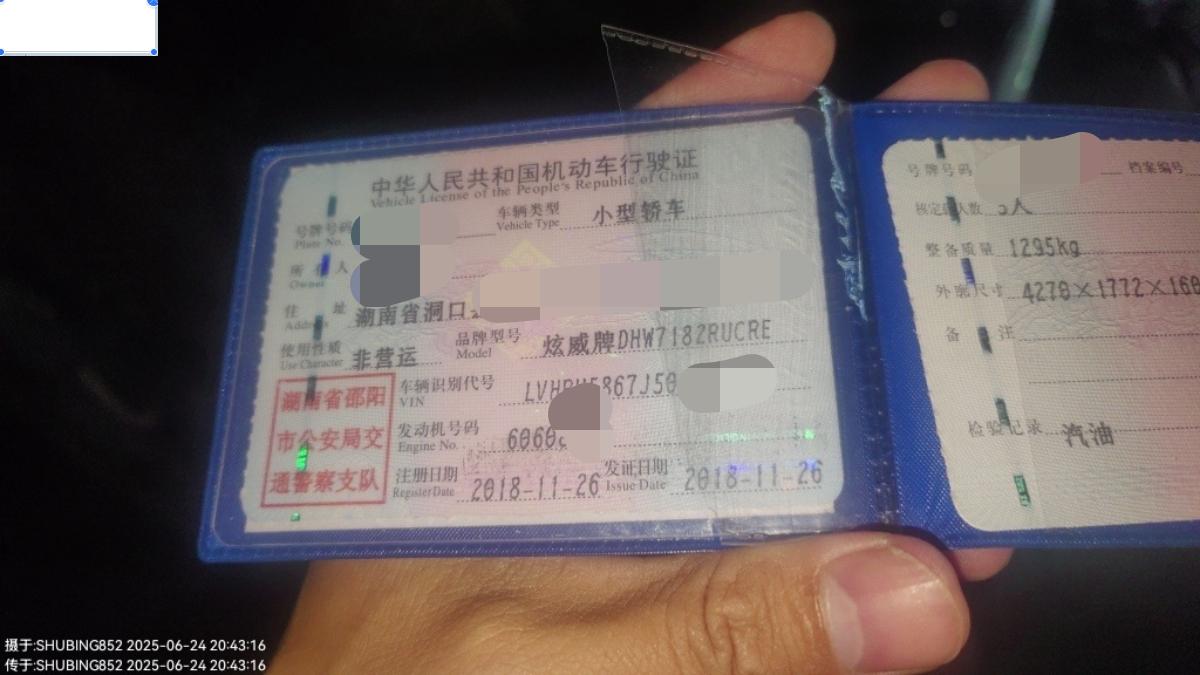 中华人民共和国机动车行驶证
Vehicle License of the People's Republic of China
号牌号码
Plate No.
车辆类型 小型轿车
Vehicle Type
所有人
Owner
住 址 湖南省洞口
Address
使用性质 非营运
Use Character
品牌型号 炫威牌DHW7182RUCRE
Model
湖南省邵阳
市公安局交
通警察支队
车辆识别代号
VIN
发动机号码
Engine No.
注册日期 2018-11-26
Register Date
发证日期 2018-11-26
Issue Date
号牌号码
档案编号
核定载人数 5人
整备质量 1295kg
外廓尺寸 4270×1772×160
备 注
检验记录 汽油
摄于:SHUBING852 2025-06-24 20:43:16
传于:SHUBING852 2025-06-24 20:43:16